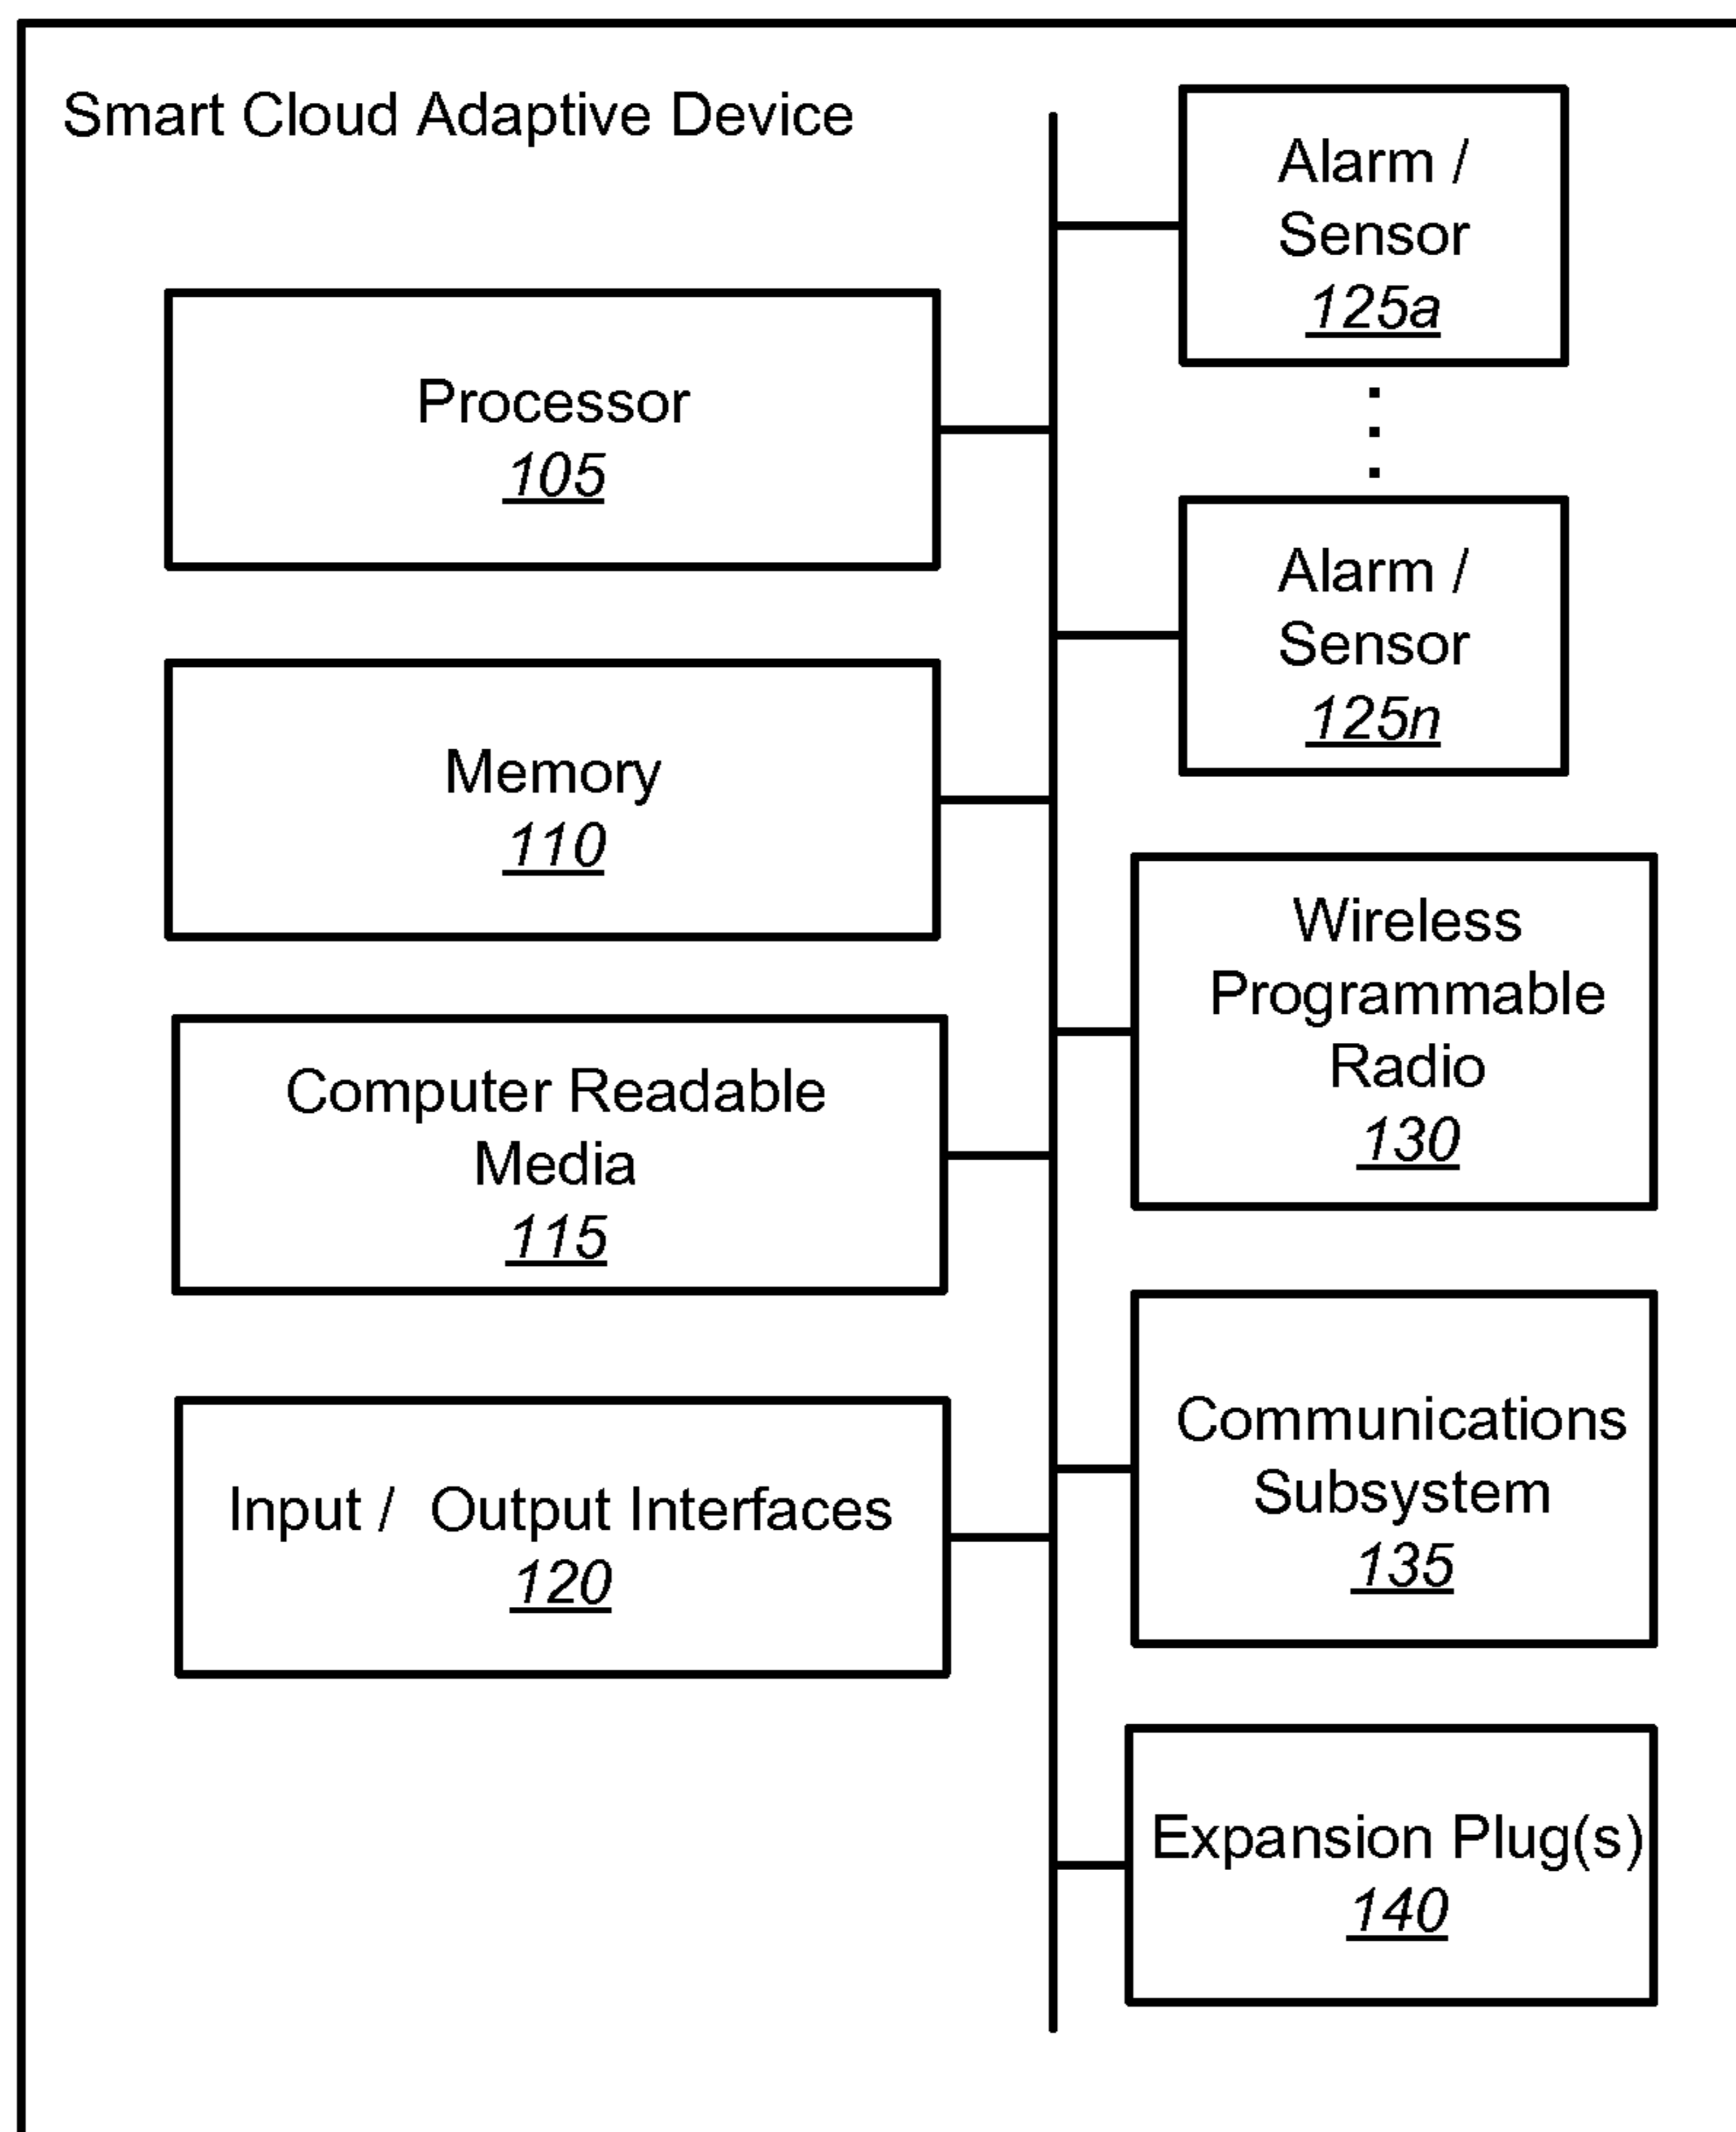 Smart Cloud Adaptive Device
Processor
105
Memory
110
Computer Readable
Media
115
Input /  Output Interfaces
120
Alarm /
Sensor
125a
Alarm /
Sensor
125n
Wireless
Programmable
Radio
130
Communications
Subsystem
135
Expansion Plug(s)
140